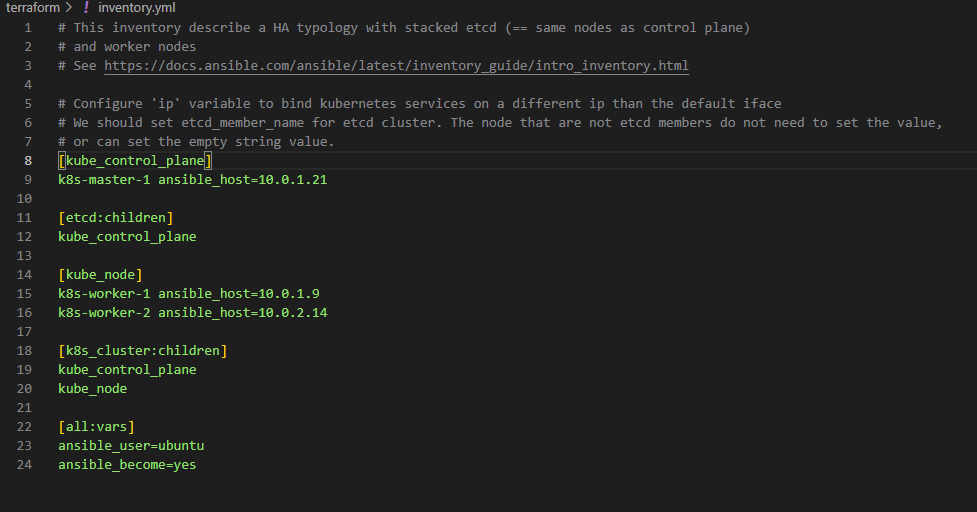 terraform > ! inventory.yml
1 # This inventory describe a HA typology with stacked etcd (== same nodes as control plane)
2 # and worker nodes
3 # See https://docs.ansible.com/ansible/latest/inventory_guide/intro_inventory.html
4
5 # Configure 'ip' variable to bind kubernetes services on a different ip than the default iface
6 # We should set etcd_member_name for etcd cluster. The node that are not etcd members do not need to set the value,
7 # or can set the empty string value.
8 [kube_control_plane]
9 k8s-master-1 ansible_host=10.0.1.21
10
11 [etcd:children]
12 kube_control_plane
13
14 [kube_node]
15 k8s-worker-1 ansible_host=10.0.1.9
16 k8s-worker-2 ansible_host=10.0.2.14
17
18 [k8s_cluster:children]
19 kube_control_plane
20 kube_node
21
22 [all:vars]
23 ansible_user=ubuntu
24 ansible_become=yes